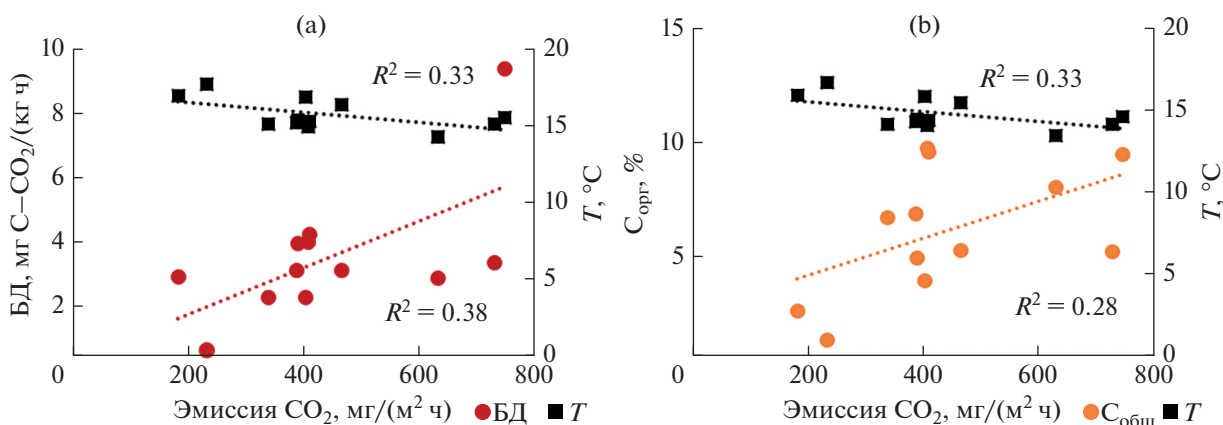 (a)
БД, мг C–CO₂/(кг ч)
10
8
6
4
2
0
200
400
600
800
20
15
10
5
0
T, °C
R² = 0.33
R² = 0.38
Эмиссия CO₂, мг/(м² ч)
БД
T
(b)
Cорг, %
15
10
5
0
200
400
600
800
20
15
10
5
0
T, °C
R² = 0.33
R² = 0.28
Эмиссия CO₂, мг/(м² ч)
Cобщ
T